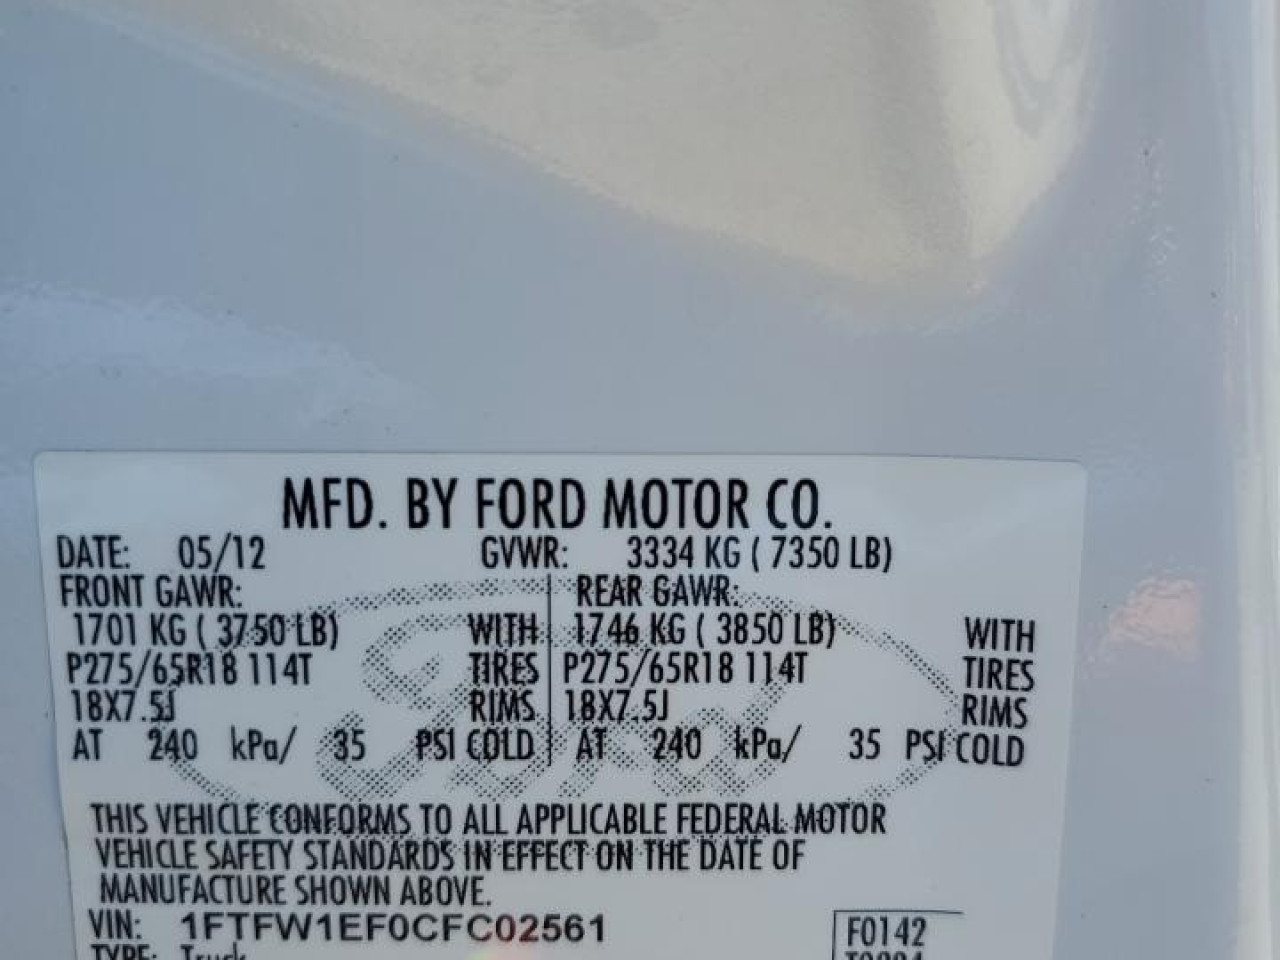 MFD. BY FORD MOTOR CO.
DATE: 05/12 GVWR: 3334 KG ( 7350 LB)
FRONT GAWR: REAR GAWR:
1701 KG ( 3750 LB) WITH 1746 KG ( 3850 LB) WITH
P275/65R18 114T TIRES P275/65R18 114T TIRES
18X7.5J RIMS 18X7.5J RIMS
AT 240 kPa/ 35 PSI COLD AT 240 kPa/ 35 PSI COLD
THIS VEHICLE CONFORMS TO ALL APPLICABLE FEDERAL MOTOR
VEHICLE SAFETY STANDARDS IN EFFECT ON THE DATE OF
MANUFACTURE SHOWN ABOVE.
VIN: 1FTFW1EF0CFC02561 F0142
TYPE: Truck